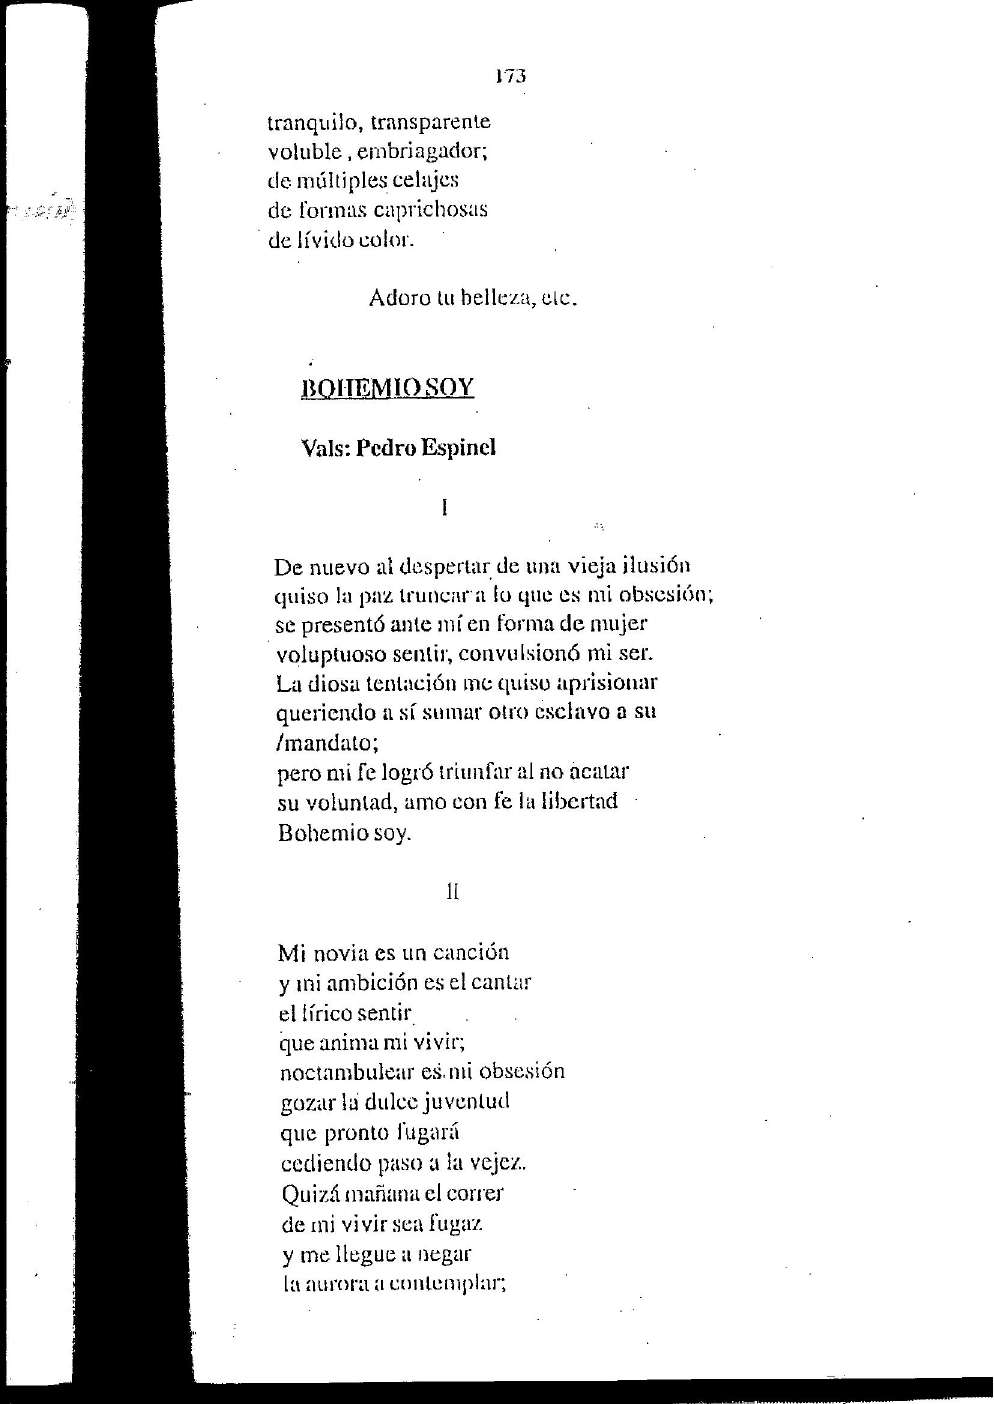 173
tranquilo, transparente
voluble , embriagador;
de múltiples celajes
de formas caprichosas
de lívido color.
Adoro tu belleza, etc.
BOHEMIO SOY
Vals: Pedro Espinel
I
De nuevo al despertar de una vieja ilusión
quiso la paz truncar a lo que es mi obsesión;
se presentó ante mí en forma de mujer
voluptuoso sentir, convulsionó mi ser.
La diosa tentación me quiso aprisionar
queriendo a sí sumar otro esclavo a su
/mandato;
pero mi fe logró triunfar al no acatar
su voluntad, amo con fe la libertad
Bohemio soy.
II
Mi novia es un canción
y mi ambición es el cantar
el lírico sentir
que anima mi vivir;
noctambulear es mi obsesión
gozar la dulce juventud
que pronto fugará
cediendo paso a la vejez.
Quizá mañana el correr
de mi vivir sea fugaz
y me llegue a negar
la aurora a contemplar;